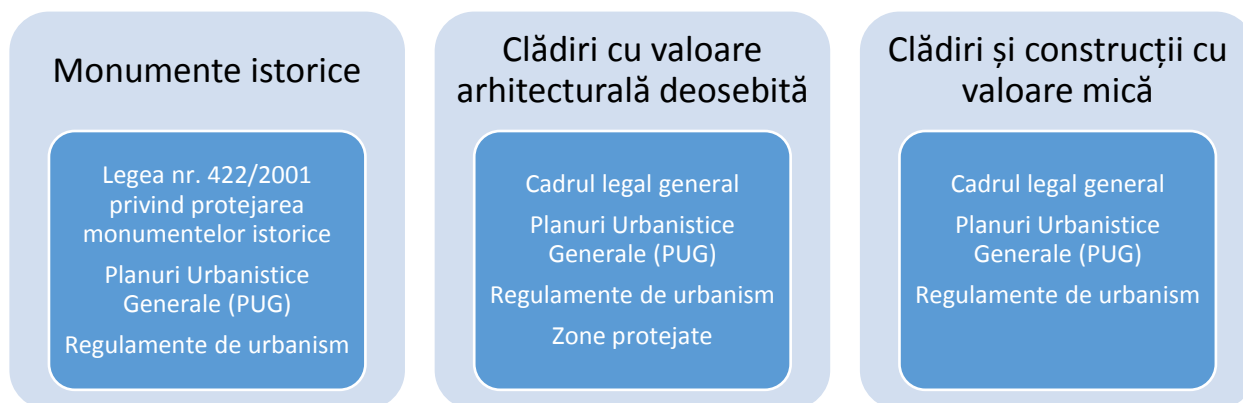 Monumente istorice
Legea nr. 422/2001
privind protejarea
monumentelor istorice
Planuri Urbanistice
Generale (PUG)
Regulamente de urbanism
Clădiri cu valoare
arhitecturală deosebită
Cadrul legal general
Planuri Urbanistice
Generale (PUG)
Regulamente de urbanism
Zone protejate
Clădiri și construcții cu
valoare mică
Cadrul legal general
Planuri Urbanistice
Generale (PUG)
Regulamente de urbanism